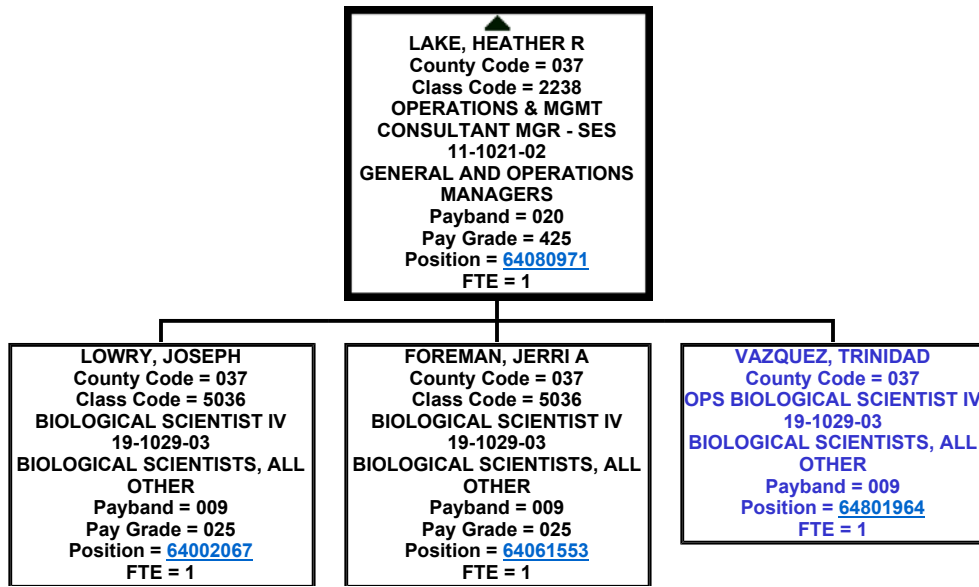 LAKE, HEATHER R
County Code = 037
Class Code = 2238
OPERATIONS & MGMT
CONSULTANT MGR - SES
11-1021-02
GENERAL AND OPERATIONS
MANAGERS
Payband = 020
Pay Grade = 425
Position = 64080971
FTE = 1
LOWRY, JOSEPH
County Code = 037
Class Code = 5036
BIOLOGICAL SCIENTIST IV
19-1029-03
BIOLOGICAL SCIENTISTS, ALL
OTHER
Payband = 009
Pay Grade = 025
Position = 64002067
FTE = 1
FOREMAN, JERRI A
County Code = 037
Class Code = 5036
BIOLOGICAL SCIENTIST IV
19-1029-03
BIOLOGICAL SCIENTISTS, ALL
OTHER
Payband = 009
Pay Grade = 025
Position = 64061553
FTE = 1
VAZQUEZ, TRINIDAD
County Code = 037
OPS BIOLOGICAL SCIENTIST IV
19-1029-03
BIOLOGICAL SCIENTISTS, ALL
OTHER
Payband = 009
Position = 64801964
FTE = 1